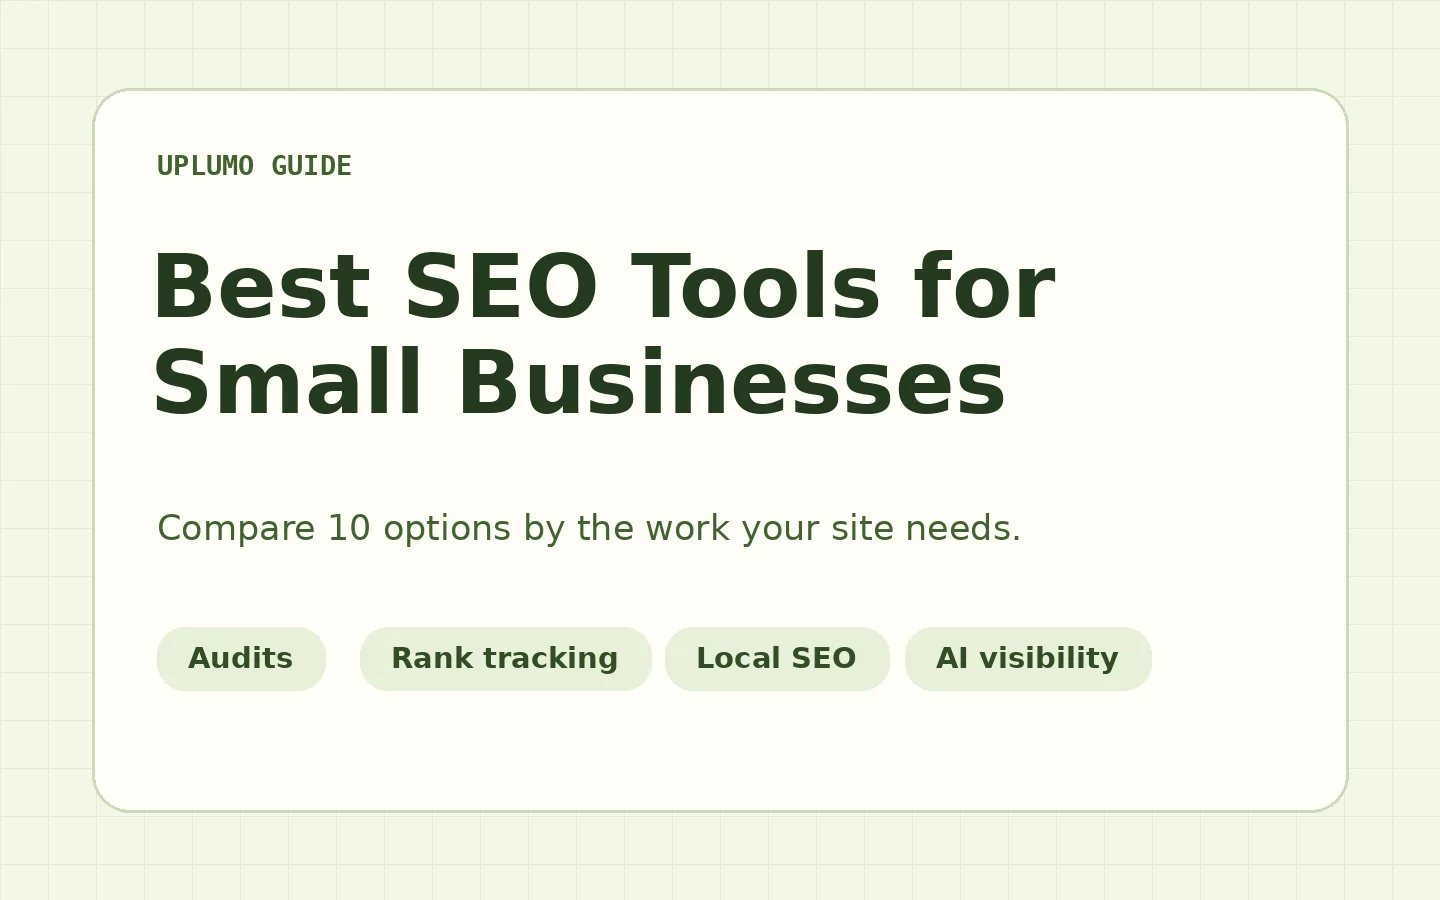 UPLUMO GUIDE
Best SEO Tools for
Small Businesses
Compare 10 options by the work your site needs.
Audits
Rank tracking
Local SEO
AI visibility